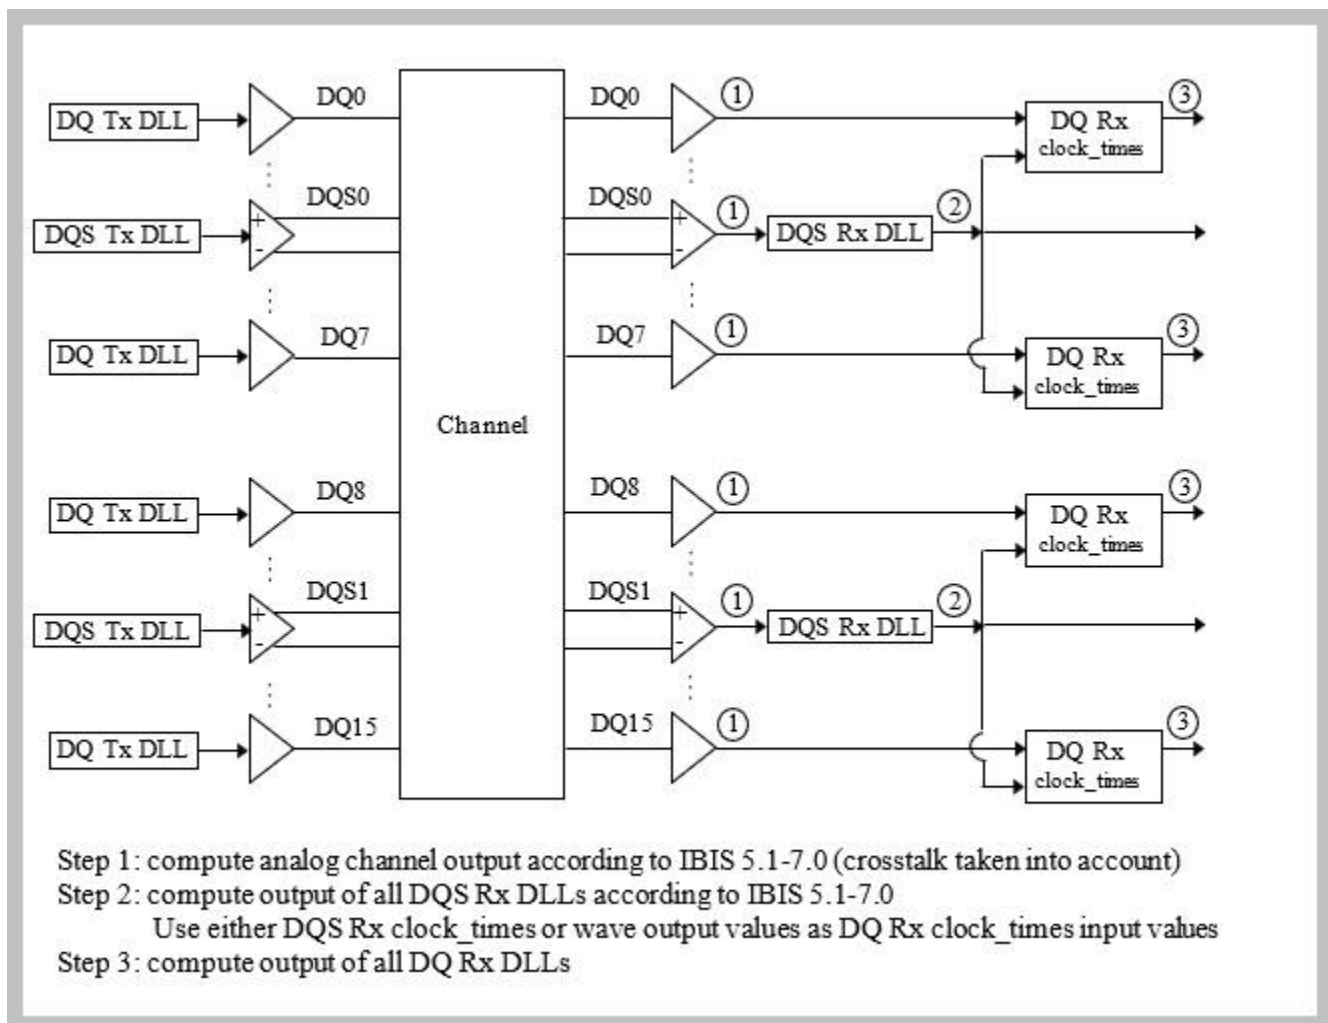 DQ Tx DLL
DQ0
DQ0
①
DQ Rx
clock_times
③
DQS Tx DLL
+
-
DQS0
DQS0
+
-
①
DQS Rx DLL
②
DQ Tx DLL
DQ7
DQ7
①
DQ Rx
clock_times
③
Channel
DQ Tx DLL
DQ8
DQ8
①
DQ Rx
clock_times
③
DQS Tx DLL
+
-
DQS1
DQS1
+
-
①
DQS Rx DLL
②
DQ Tx DLL
DQ15
DQ15
①
DQ Rx
clock_times
③
Step 1: compute analog channel output according to IBIS 5.1-7.0 (crosstalk taken into account)
Step 2: compute output of all DQS Rx DLLs according to IBIS 5.1-7.0
Use either DQS Rx clock_times or wave output values as DQ Rx clock_times input values
Step 3: compute output of all DQ Rx DLLs